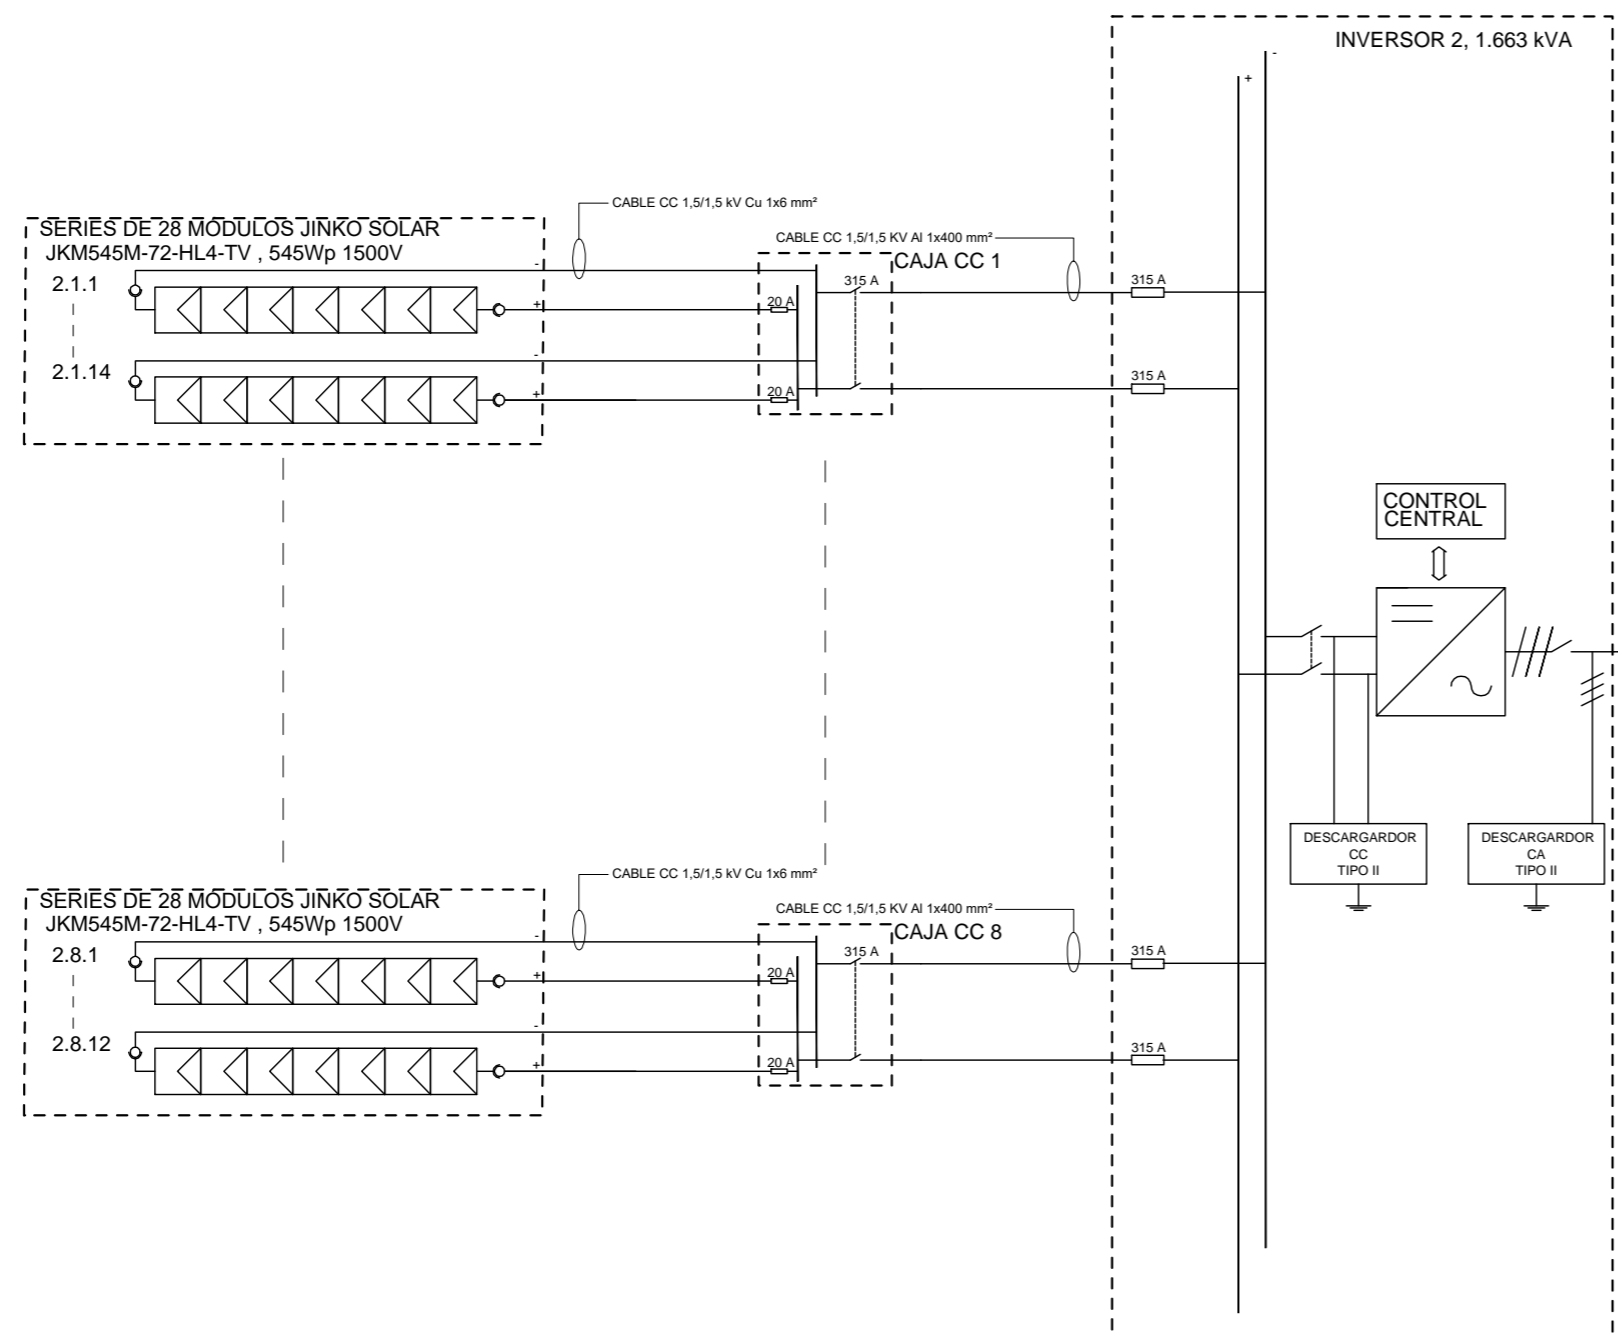 INVERSOR 2, 1.663 kVA
-
+
CABLE CC 1,5/1,5 kV Cu 1x6 mm²
SERIES DE 28 MÓDULOS JINKO SOLAR
JKM545M-72-HL4-TV , 545Wp 1500V
CABLE CC 1,5/1,5 KV Al 1x400 mm²
CAJA CC 1
2.1.1
-
315 A
315 A
+
20 A
-
2.1.14
315 A
+
20 A
CONTROL
CENTRAL
DESCARGARDOR
CC
TIPO II
DESCARGARDOR
CA
TIPO II
CABLE CC 1,5/1,5 kV Cu 1x6 mm²
SERIES DE 28 MÓDULOS JINKO SOLAR
JKM545M-72-HL4-TV , 545Wp 1500V
CABLE CC 1,5/1,5 KV Al 1x400 mm²
CAJA CC 8
2.8.1
-
315 A
315 A
+
20 A
-
2.8.12
315 A
+
20 A